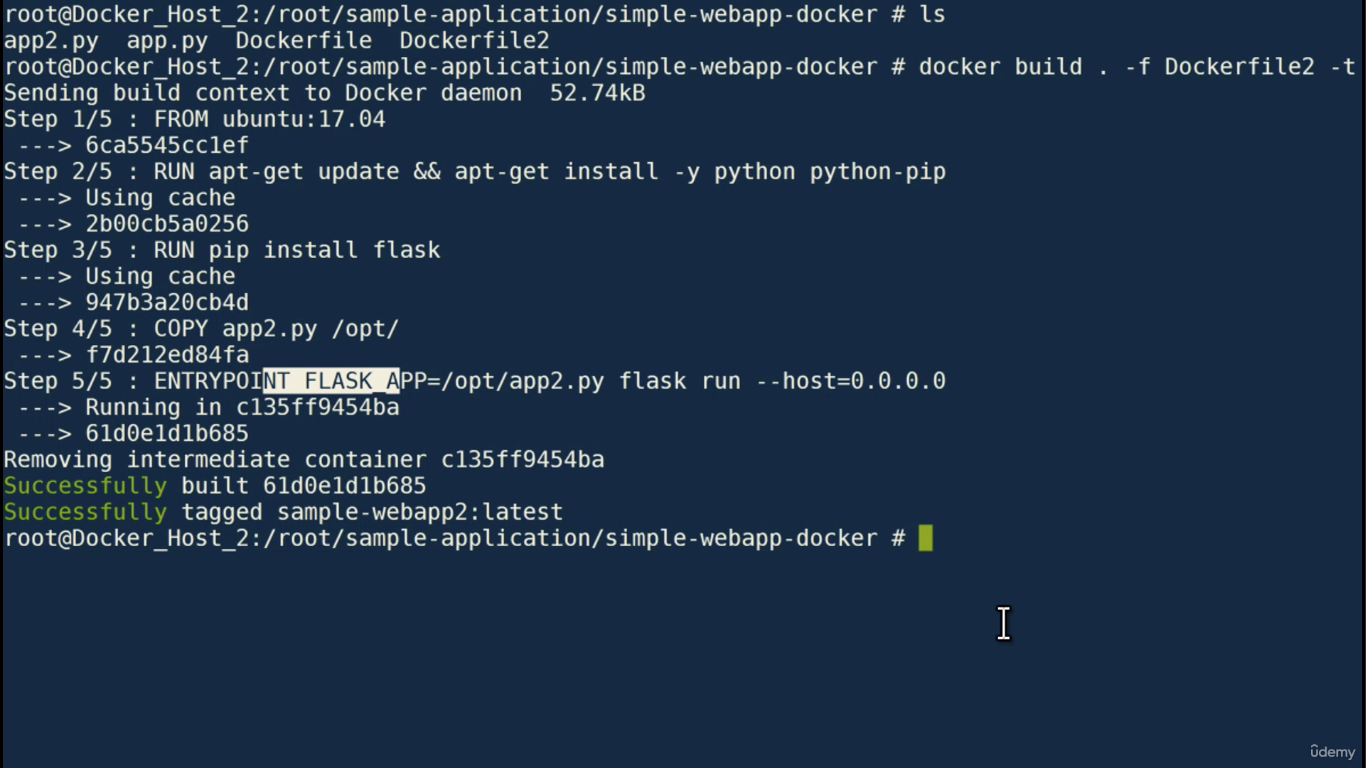 root@Docker_Host_2:/root/sample-application/simple-webapp-docker # ls
app2.py  app.py  Dockerfile  Dockerfile2
root@Docker_Host_2:/root/sample-application/simple-webapp-docker # docker build . -f Dockerfile2 -t
Sending build context to Docker daemon  52.74kB
Step 1/5 : FROM ubuntu:17.04
 ---> 6ca5545cc1ef
Step 2/5 : RUN apt-get update && apt-get install -y python python-pip
 ---> Using cache
 ---> 2b00cb5a0256
Step 3/5 : RUN pip install flask
 ---> Using cache
 ---> 947b3a20cb4d
Step 4/5 : COPY app2.py /opt/
 ---> f7d212ed84fa
Step 5/5 : ENTRYPOINT FLASK_APP=/opt/app2.py flask run --host=0.0.0.0
 ---> Running in c135ff9454ba
 ---> 61d0e1d1b685
Removing intermediate container c135ff9454ba
Successfully built 61d0e1d1b685
Successfully tagged sample-webapp2:latest
root@Docker_Host_2:/root/sample-application/simple-webapp-docker #
ûdemy